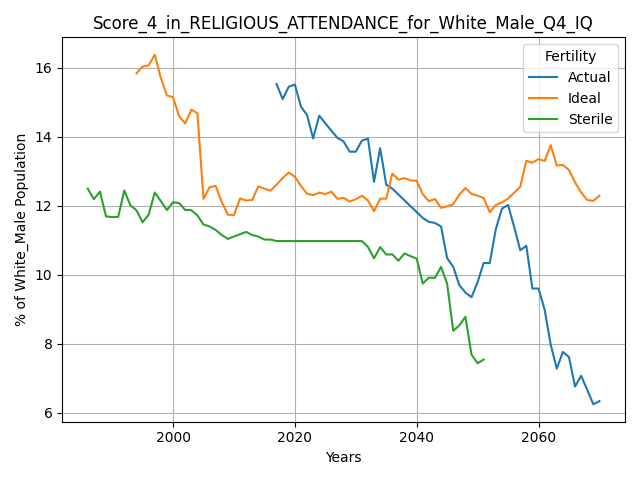 Score_4_in_RELIGIOUS_ATTENDANCE_for_White_Male_Q4_IQ
Fertility
Actual
Ideal
Sterile
% of White_Male Population
16
14
12
10
8
6
2000
2020
2040
2060
Years